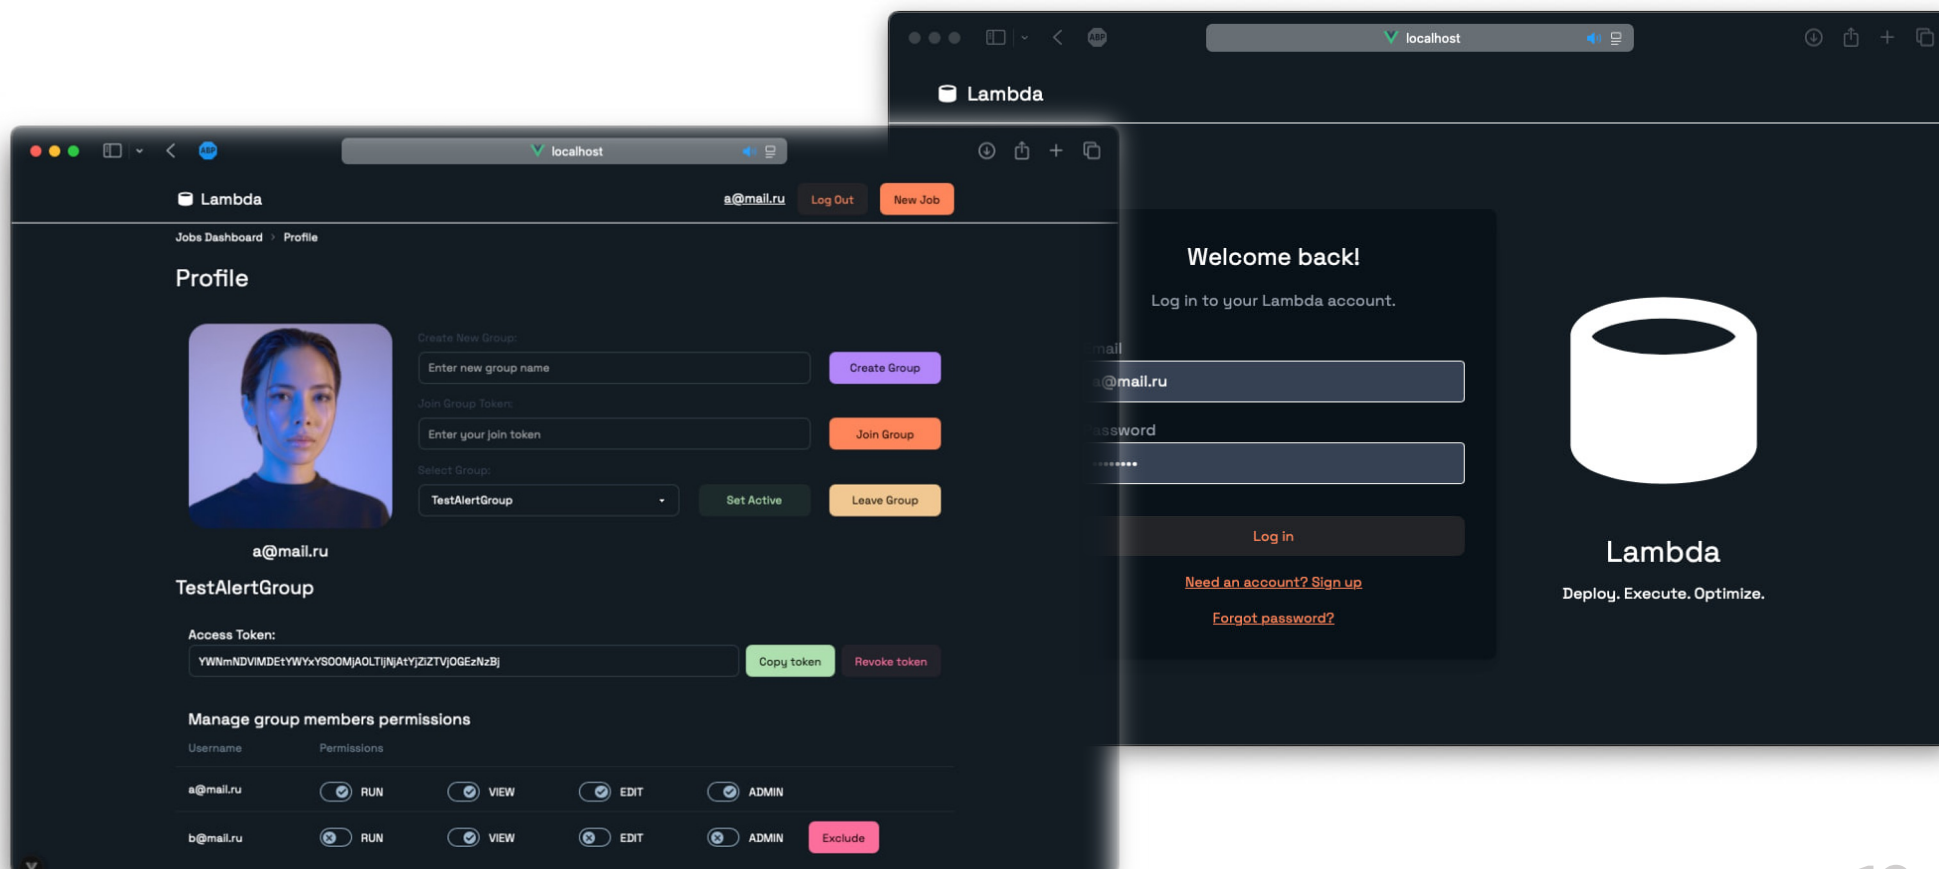 localhost
Lambda
a@mail.ru Log Out New Job
Jobs Dashboard > Profile
Profile
Create New Group:
Enter new group name Create Group
Join Group Token:
Enter your join token Join Group
Select Group:
TestAlertGroup Set Active Leave Group
a@mail.ru
TestAlertGroup
Access Token:
Copy token Revoke token
Manage group members permissions
Username Permissions
a@mail.ru RUN VIEW EDIT ADMIN
b@mail.ru RUN VIEW EDIT ADMIN Exclude
ABP
localhost
Lambda
Welcome back!
Log in to your Lambda account.
Email
a@mail.ru
Password
Log in
Need an account? Sign up
Forgot password?
Lambda
Deploy. Execute. Optimize.